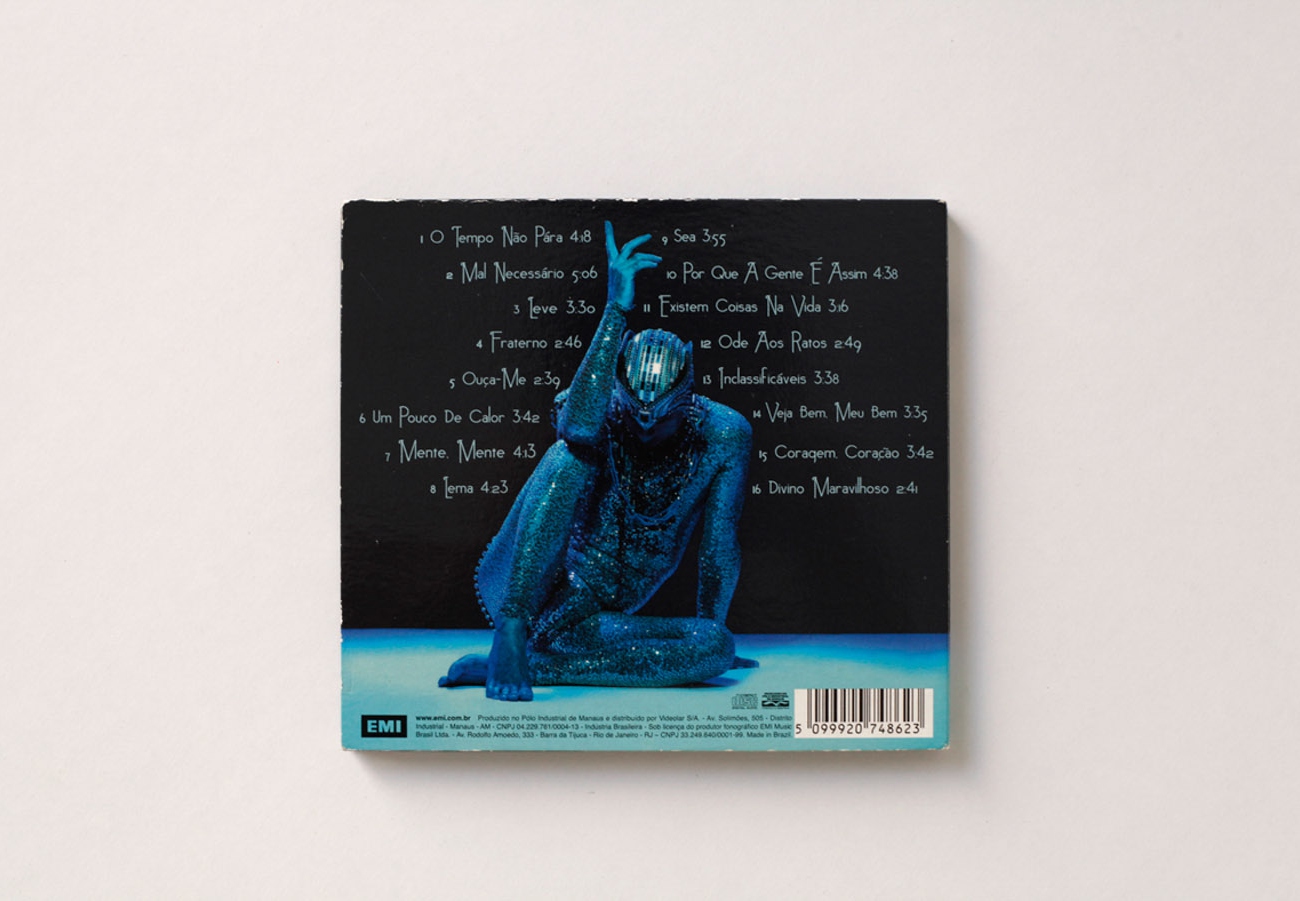 1 O Tempo Não Pára 4:18
2 Mal Necessário 5:06
3 Leve 3:30
4 Fraterno 2:46
5 Ouça-Me 2:39
6 Um Pouco De Calor 3:42
7 Mente, Mente 4:13
8 Lema 4:23
9 Sea 3:55
10 Por Que A Gente É Assim 4:38
11 Existem Coisas Na Vida 3:16
12 Ode Aos Ratos 2:49
13 Inclassificáveis 3:38
14 Veja Bem, Meu Bem 3:35
15 Coragem, Coração 3:42
16 Divino Maravilhoso 2:41
EMI
www.emi.com.br Produzido no Pólo Industrial de Manaus e distribuído por Videolar S/A. - Av. Solimões, 505 - Distrito
Industrial - Manaus - AM - CNPJ 04.229.761/0004-13 - Indústria Brasileira - Sob licença do produtor fonográfico EMI Music
Brasil Ltda. - Av. Rodolfo Amoedo, 333 - Barra da Tijuca - Rio de Janeiro - RJ – CNPJ 33.249.640/0001-99. Made in Brazil.
5 099920 748623